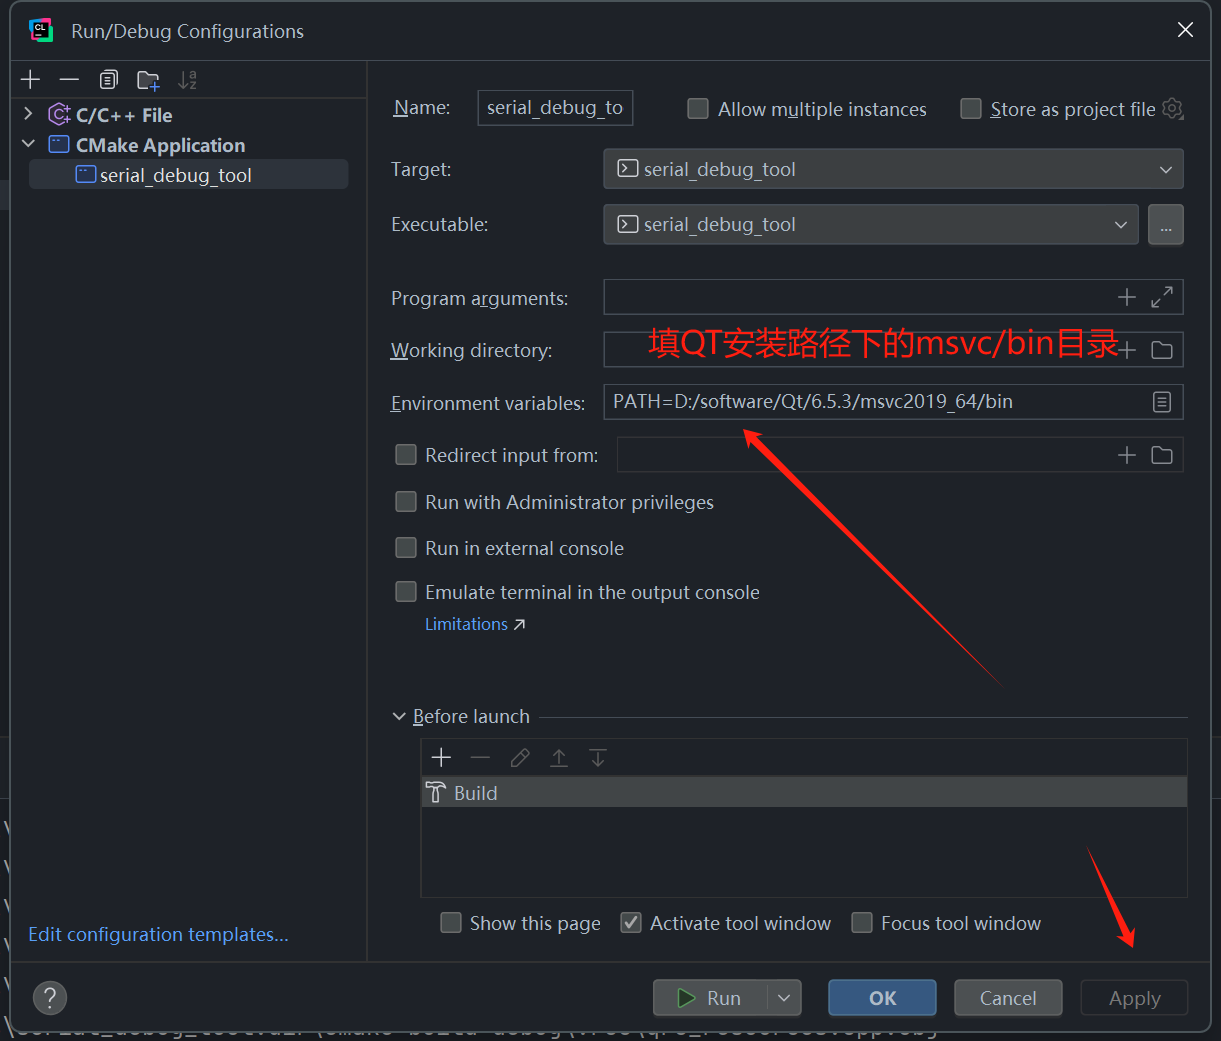 CL
Run/Debug Configurations
C/C++ File
CMake Application
serial_debug_tool
Name:
serial_debug_to
Allow multiple instances
Store as project file
Target:
serial_debug_tool
Executable:
serial_debug_tool
...
Program arguments:
Working directory:
填QT安装路径下的msvc/bin目录
Environment variables:
PATH=D:/software/Qt/6.5.3/msvc2019_64/bin
Redirect input from:
Run with Administrator privileges
Run in external console
Emulate terminal in the output console
Limitations
Before launch
Build
Show this page
Activate tool window
Focus tool window
Edit configuration templates...
?
Run
OK
Cancel
Apply